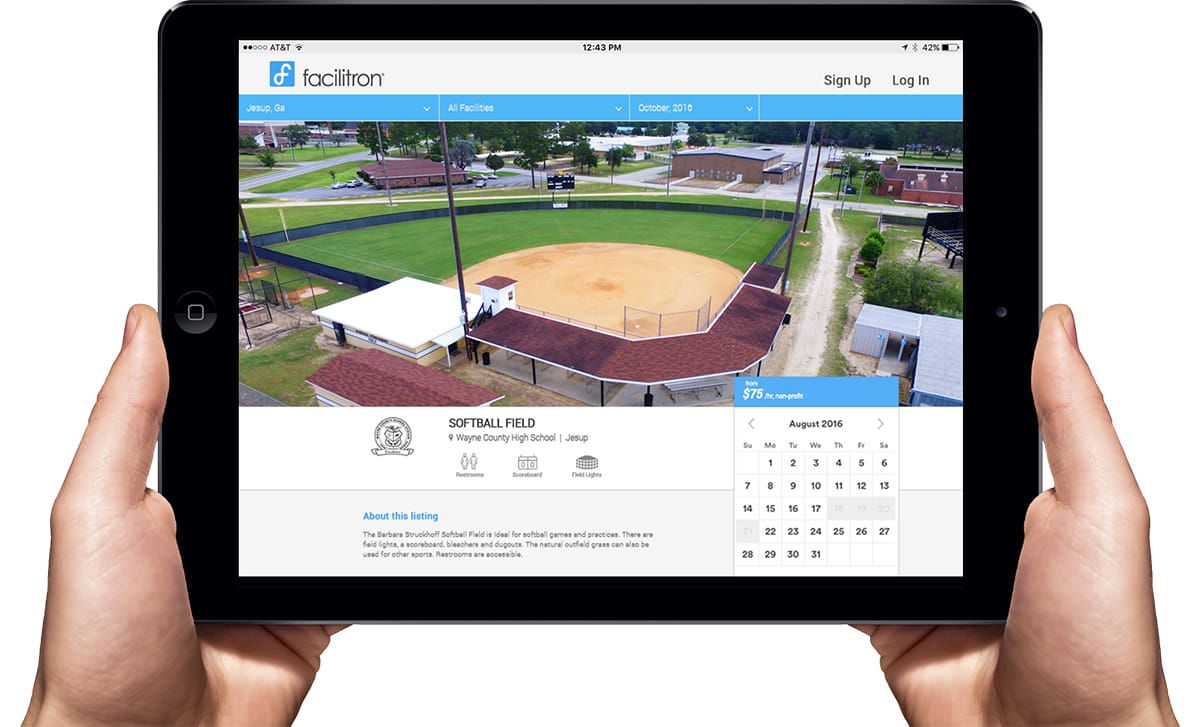 AT&T
12:43 PM
42%
facilitron
Sign Up
Log In
Jesup, Ga
All Facilities
October, 2016
from
$75 /hr, non-profit
August 2016
Su Mo Tu We Th Fr Sa
1 2 3 4 5 6
7 8 9 10 11 12 13
14 15 16 17 18 19 20
21 22 23 24 25 26 27
28 29 30 31
SOFTBALL FIELD
Wayne County High School | Jesup
Restrooms
Scoreboard
Field Lights
About this listing
The Barbara Struckhoff Softball Field is Ideal for softball games and practices. There are
field lights, a scoreboard, bleechers and dugouts. The natural outfield grass can also be
used for other sports. Restrooms are accessible.